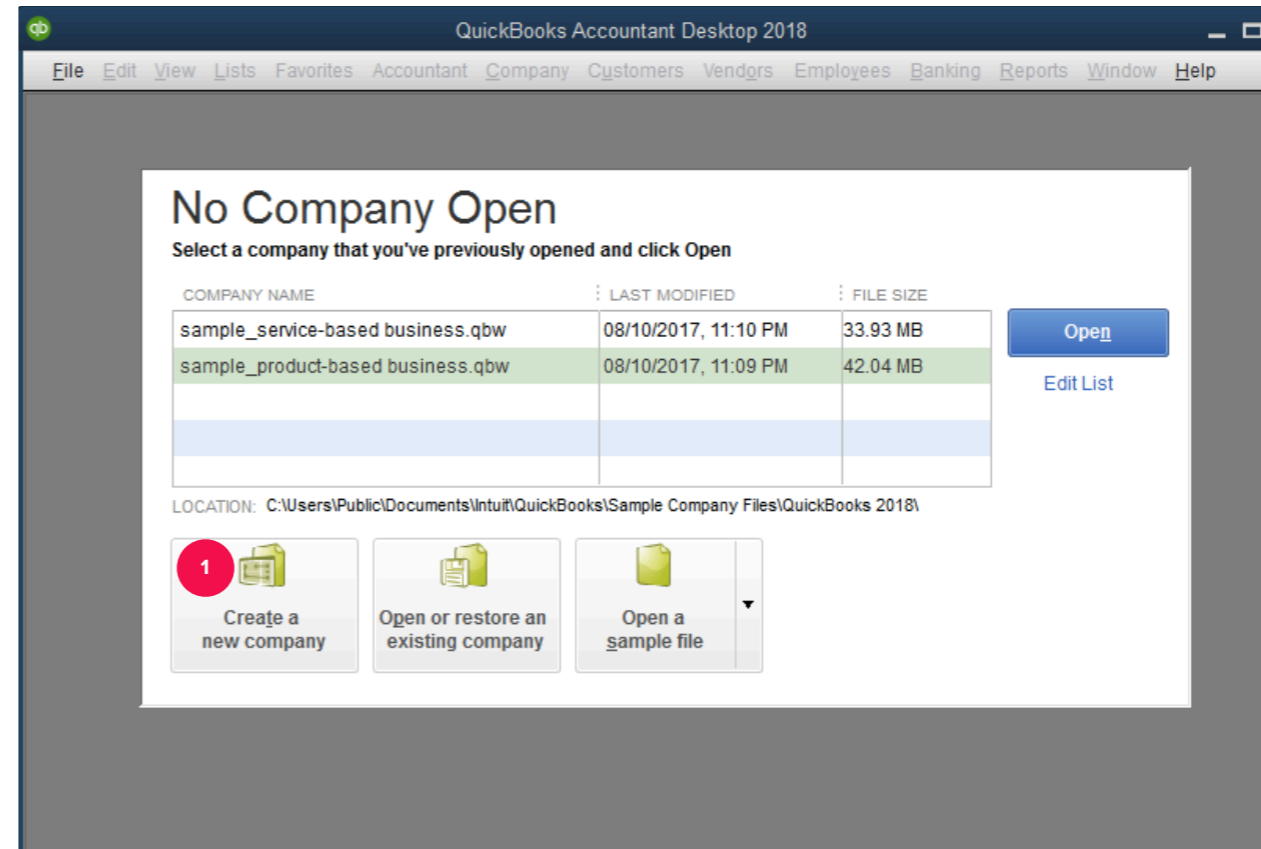 qb
QuickBooks Accountant Desktop 2018
File Edit View Lists Favorites Accountant Company Customers Vendors Employees Banking Reports Window Help
No Company Open
Select a company that you've previously opened and click Open
COMPANY NAME LAST MODIFIED FILE SIZE
sample_service-based business.qbw 08/10/2017, 11:10 PM 33.93 MB
Open
sample_product-based business.qbw 08/10/2017, 11:09 PM 42.04 MB
Edit List
LOCATION: C:\Users\Public\Documents\Intuit\QuickBooks\Sample Company Files\QuickBooks 2018\
1
Create a
new company
Open or restore an
existing company
Open a
sample file